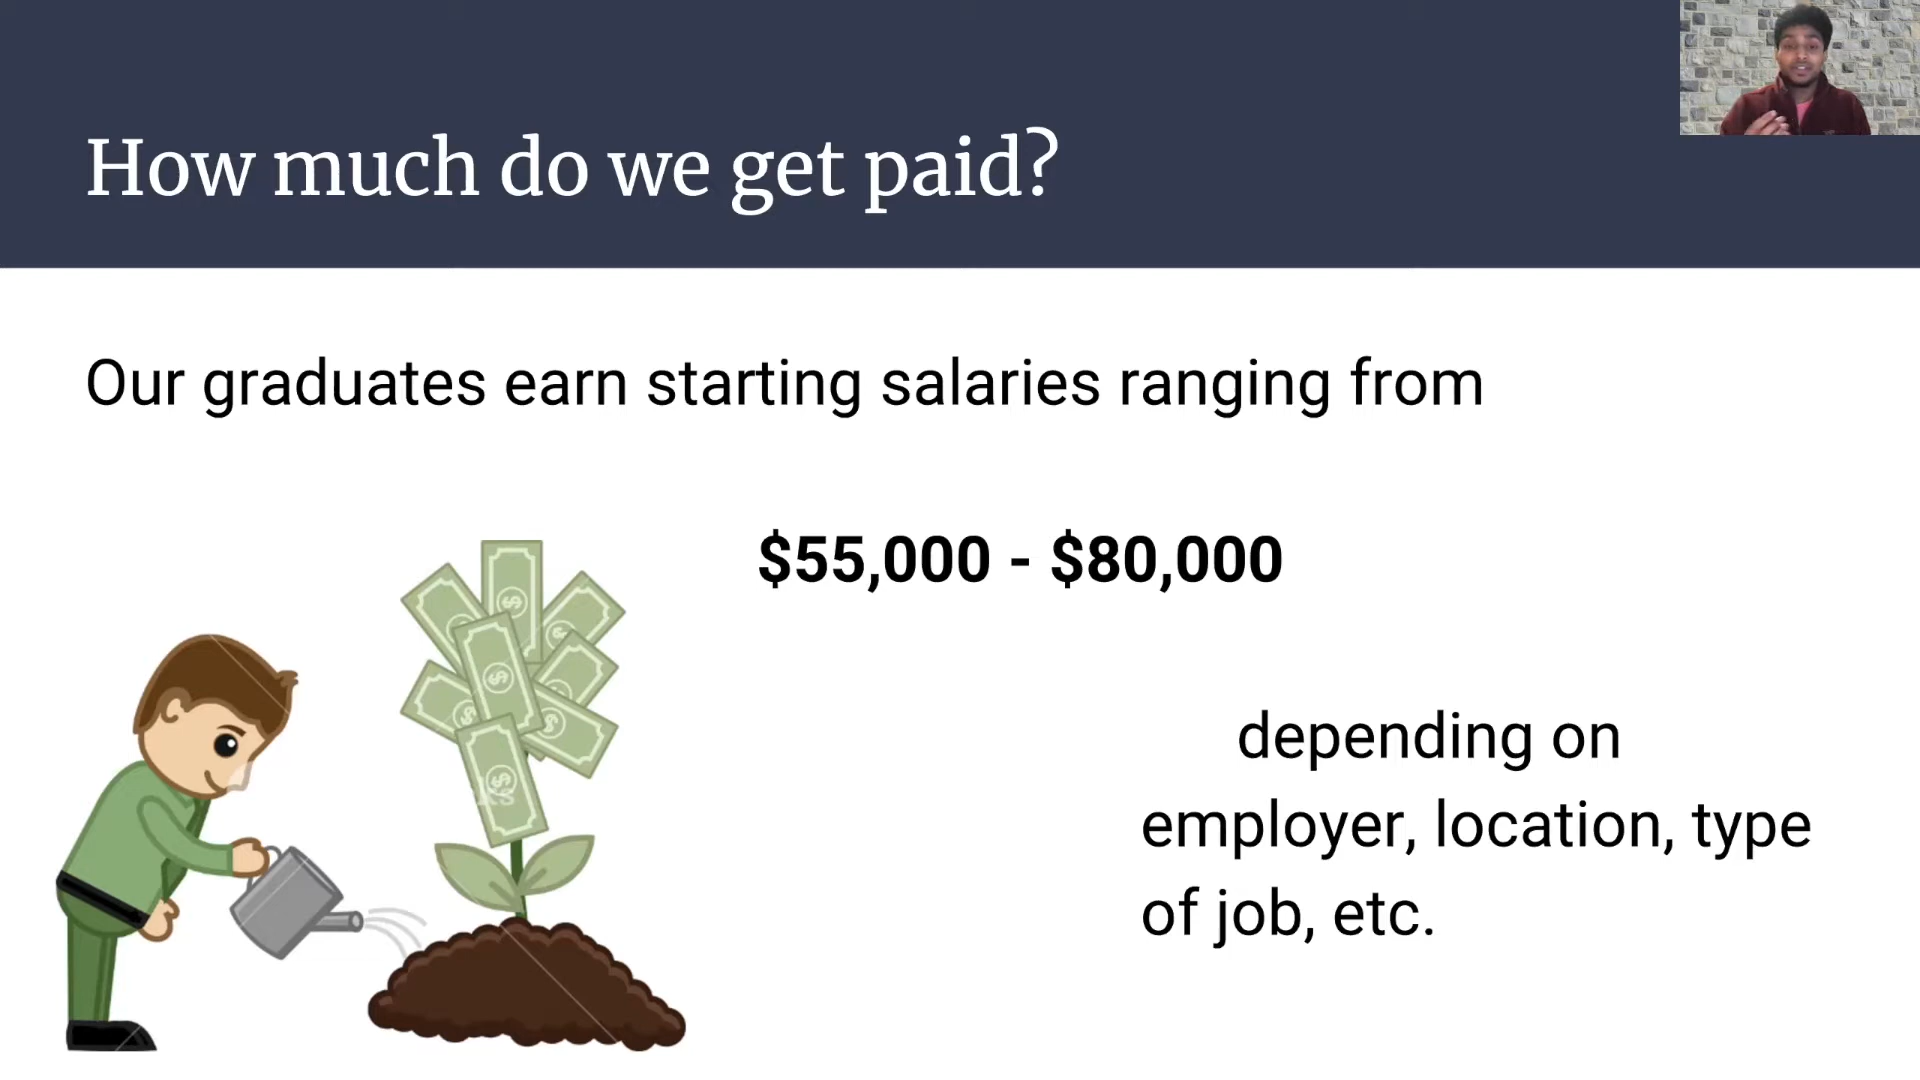 How much do we get paid?
Our graduates earn starting salaries ranging from
$55,000 - $80,000
depending on
employer, location, type
of job, etc.